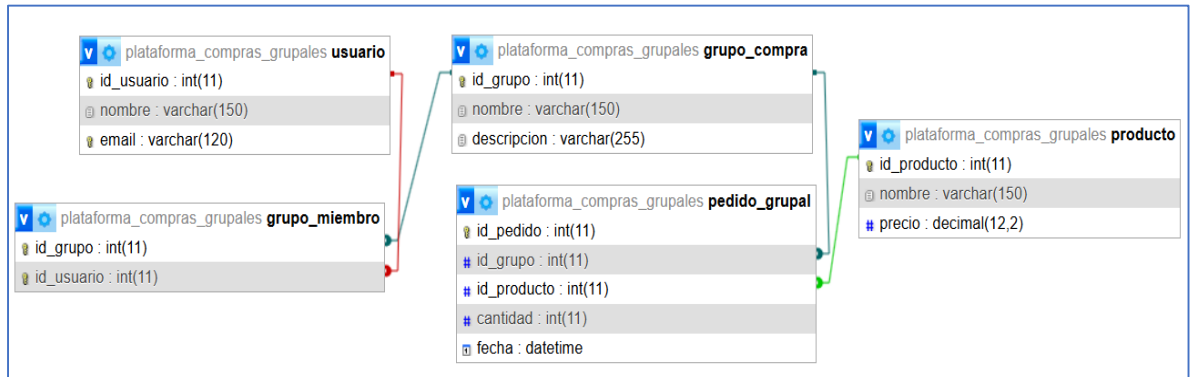 plataforma_compras_grupales usuario
id_usuario : int(11)
nombre : varchar(150)
email : varchar(120)
plataforma_compras_grupales grupo_compra
id_grupo : int(11)
nombre : varchar(150)
descripcion : varchar(255)
plataforma_compras_grupales producto
id_producto : int(11)
nombre : varchar(150)
# precio : decimal(12,2)
plataforma_compras_grupales grupo_miembro
id_grupo : int(11)
id_usuario : int(11)
plataforma_compras_grupales pedido_grupal
id_pedido : int(11)
# id_grupo : int(11)
# id_producto : int(11)
# cantidad : int(11)
fecha : datetime